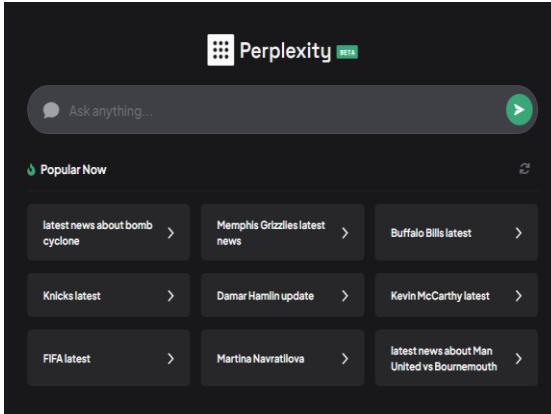 Perplexity BETA
Ask anything...
Popular Now
latest news about bomb
cyclone
Memphis Grizzlies latest
news
Buffalo Bills latest
Knicks latest
Damar Hamlin update
Kevin McCarthy latest
FIFA latest
Martina Navratilova
latest news about Man
United vs Bournemouth